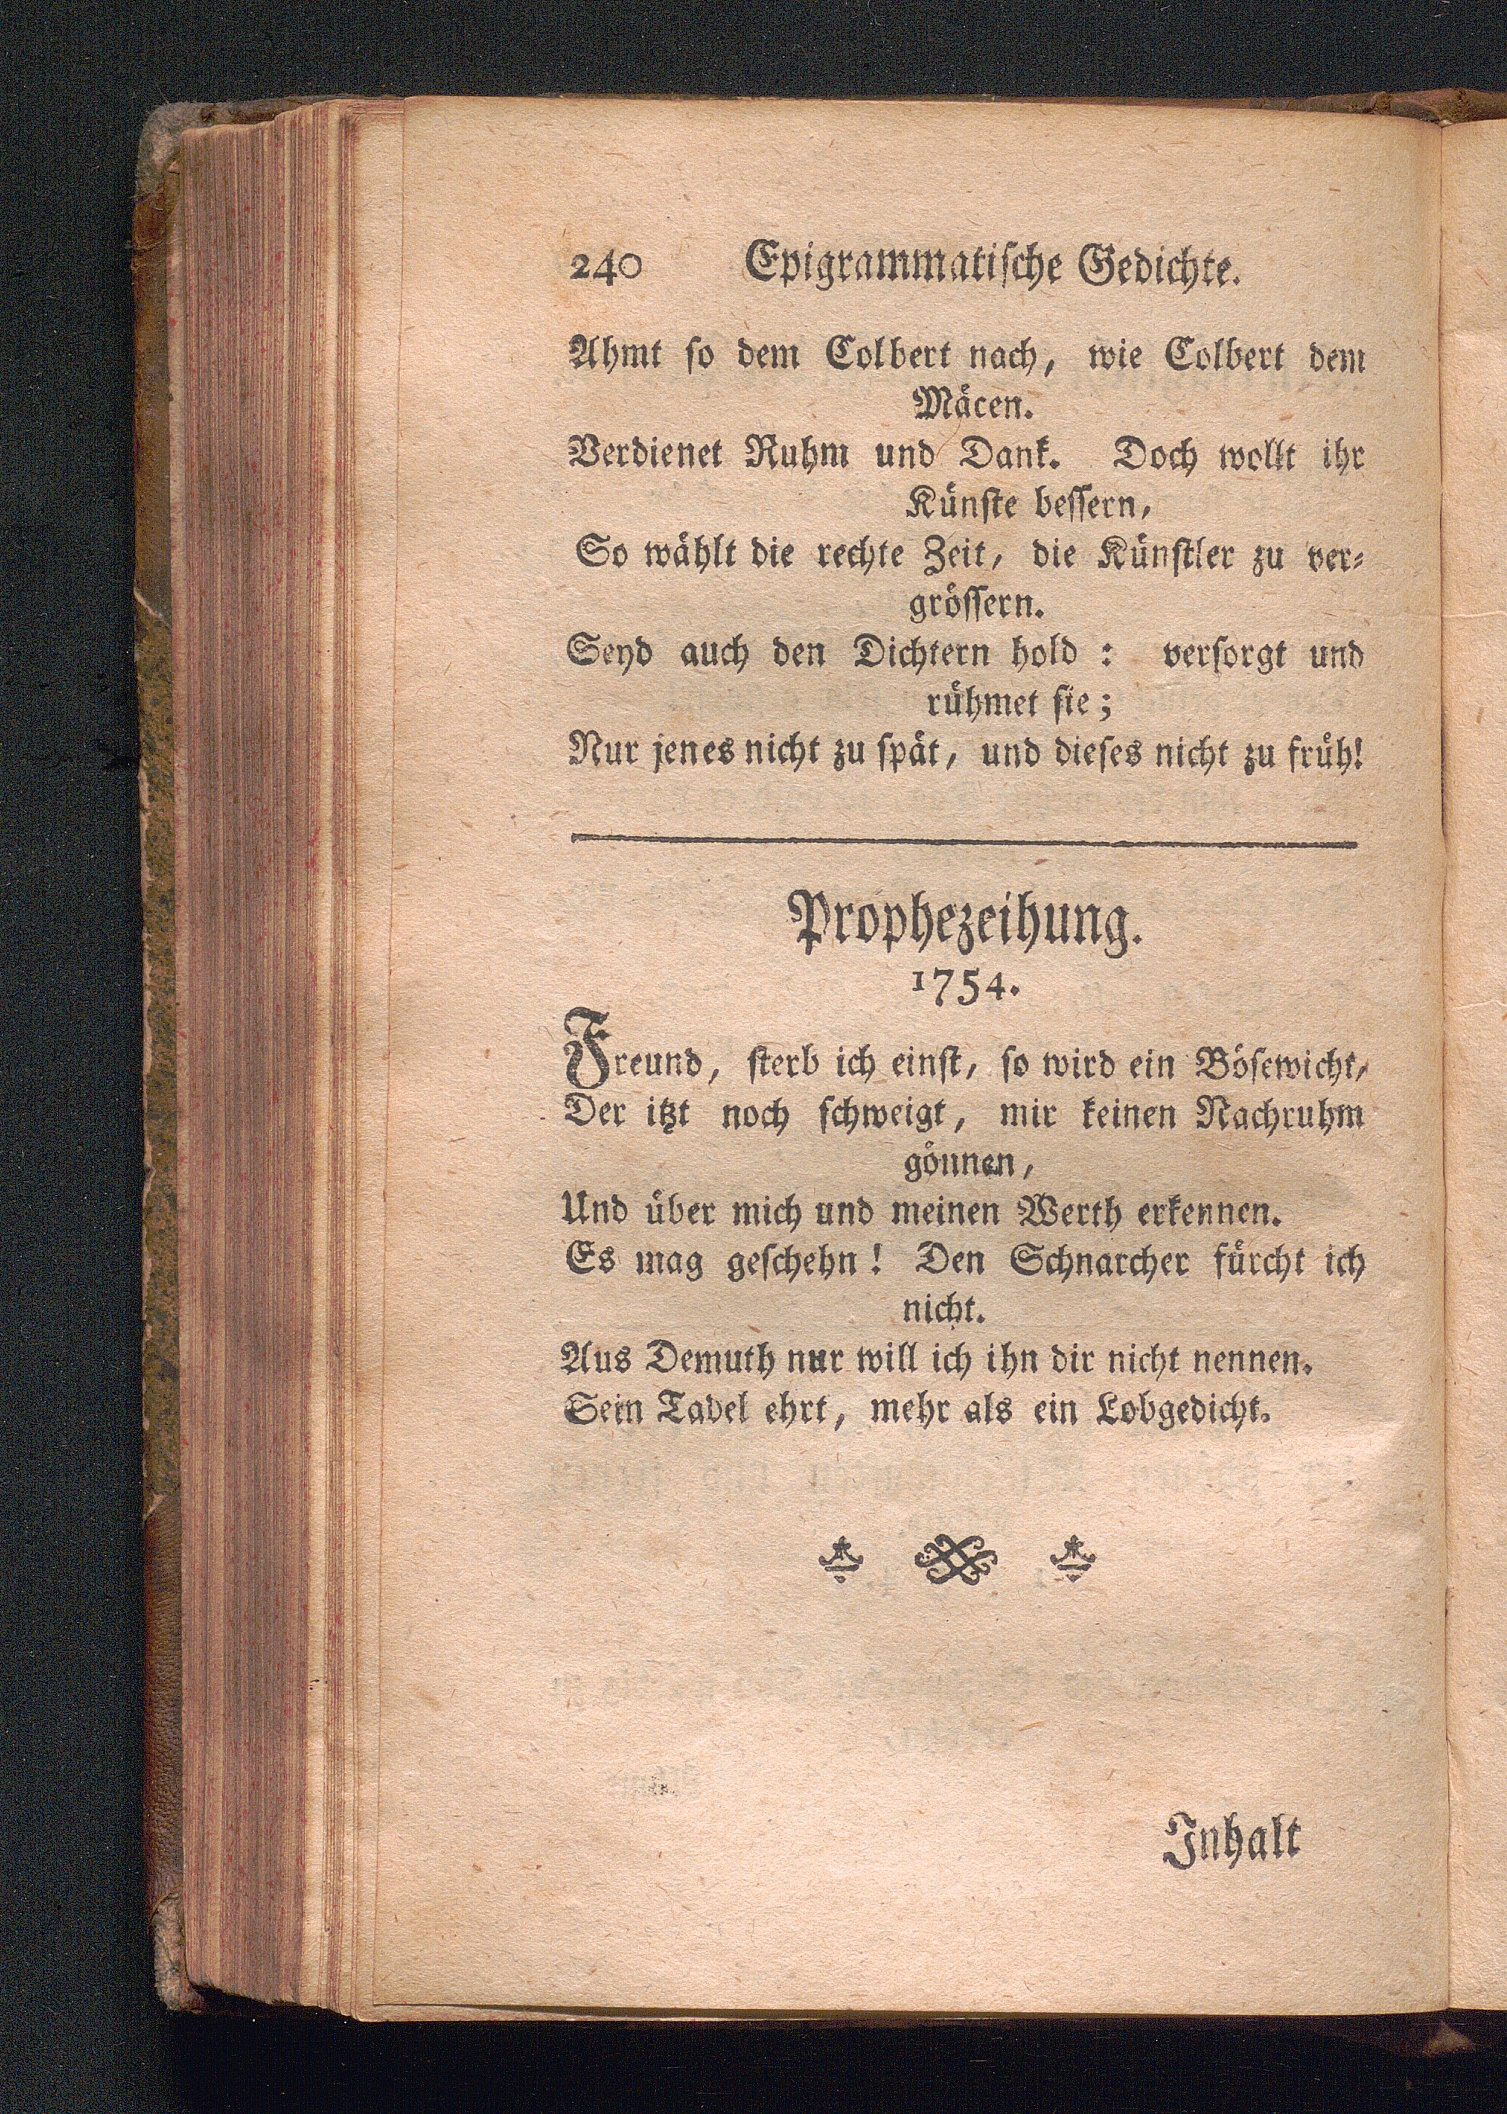 240 Epigrammatiſche Gedichte.
Ahmt ſo dem Colbert nach, wie Colbert dem
Mäcen.
Verdienet Ruhm und Dank. Doch wollt ihr
Künſte beſſern,
So wählt die rechte Zeit, die Künſtler zu ver⸗
gröſſern.
Seyd auch den Dichtern hold : verſorgt und
rühmet ſie ;
Nur jenes nicht zu ſpät, und dieſes nicht zu früh!
Prophezeihung.
1754.
Freund, ſterb ich einſt, ſo wird ein Böſewicht,
Der itzt noch ſchweigt, mir keinen Nachruhm
gönnen,
Und über mich und meinen Werth erkennen.
Es mag geſchehn ! Den Schnarcher fürcht ich
nicht.
Aus Demuth nur will ich ihn dir nicht nennen.
Sein Tadel ehrt, mehr als ein Lobgedicht.
Inhalt